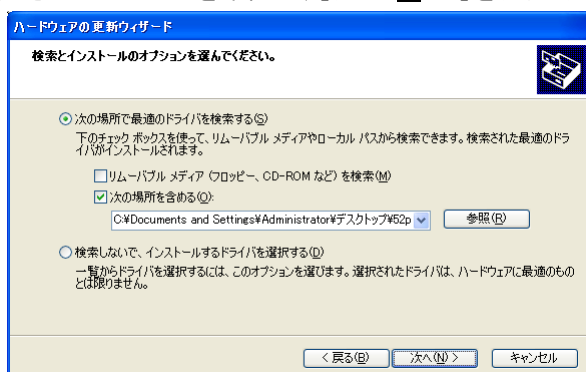 ハードウェアの更新ウィザード
検索とインストールのオプションを選んでください。
次の場所で最適のドライバを検索する(S)
下のチェック ボックスを使って、リムーバブル メディアやローカル パスから検索できます。検索された最適のドラ
イバがインストールされます。
リムーバブル メディア (フロッピー、CD-ROM など) を検索(M)
次の場所を含める(O):
C:¥Documents and Settings¥Administrator¥デスクトップ¥52p
参照(R)
検索しないで、インストールするドライバを選択する(D)
一覧からドライバを選択するには、このオプションを選びます。選択されたドライバは、ハードウェアに最適のもの
とは限りません。
< 戻る(B) 次へ(N) > キャンセル